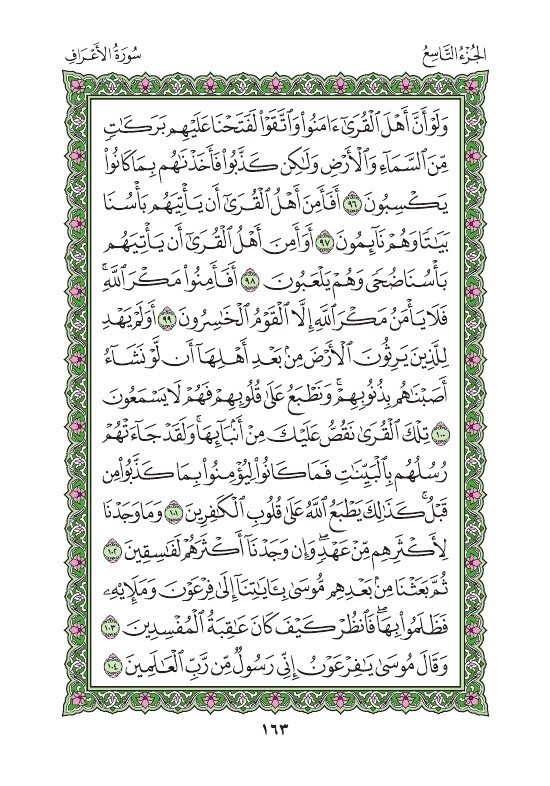 الجُزْءُ التَّاسِعُ
سُورَةُ الأَعْرَافِ
وَلَوْ أَنَّ أَهْلَ ٱلْقُرَىٰٓ ءَامَنُوا۟ وَٱتَّقَوْا۟ لَفَتَحْنَا عَلَيْهِم بَرَكَٰتٍ
مِّنَ ٱلسَّمَآءِ وَٱلْأَرْضِ وَلَٰكِن كَذَّبُوا۟ فَأَخَذْنَٰهُم بِمَا كَانُوا۟
يَكْسِبُونَ ٩٦ أَفَأَمِنَ أَهْلُ ٱلْقُرَىٰٓ أَن يَأْتِيَهُم بَأْسُنَا
بَيَٰتًا وَهُمْ نَآئِمُونَ ٩٧ أَوَأَمِنَ أَهْلُ ٱلْقُرَىٰٓ أَن يَأْتِيَهُم
بَأْسُنَا ضُحًى وَهُمْ يَلْعَبُونَ ٩٨ أَفَأَمِنُوا۟ مَكْرَ ٱللَّهِ ۚ
فَلَا يَأْمَنُ مَكْرَ ٱللَّهِ إِلَّا ٱلْقَوْمُ ٱلْخَٰسِرُونَ ٩٩ أَوَلَمْ يَهْدِ
لِلَّذِينَ يَرِثُونَ ٱلْأَرْضَ مِنۢ بَعْدِ أَهْلِهَآ أَن لَّوْ نَشَآءُ
أَصَبْنَٰهُم بِذُنُوبِهِمْ ۚ وَنَطْبَعُ عَلَىٰ قُلُوبِهِمْ فَهُمْ لَا يَسْمَعُونَ
١٠٠ تِلْكَ ٱلْقُرَىٰ نَقُصُّ عَلَيْكَ مِنْ أَنۢبَآئِهَا ۚ وَلَقَدْ جَآءَتْهُمْ
رُسُلُهُم بِٱلْبَيِّنَٰتِ فَمَا كَانُوا۟ لِيُؤْمِنُوا۟ بِمَا كَذَّبُوا۟ مِن
قَبْلُ ۚ كَذَٰلِكَ يَطْبَعُ ٱللَّهُ عَلَىٰ قُلُوبِ ٱلْكَٰفِرِينَ ١٠١ وَمَا وَجَدْنَا
لِأَكْثَرِهِم مِّنْ عَهْدٍ ۖ وَإِن وَجَدْنَآ أَكْثَرَهُمْ لَفَٰسِقِينَ ١٠٢
ثُمَّ بَعَثْنَا مِنۢ بَعْدِهِم مُّوسَىٰ بِـَٔايَٰتِنَآ إِلَىٰ فِرْعَوْنَ وَمَلَإِي۟هِۦ
فَظَلَمُوا۟ بِهَا ۖ فَٱنظُرْ كَيْفَ كَانَ عَٰقِبَةُ ٱلْمُفْسِدِينَ ١٠٣
وَقَالَ مُوسَىٰ يَٰفِرْعَوْنُ إِنِّى رَسُولٌ مِّن رَّبِّ ٱلْعَٰلَمِينَ ١٠٤
١٦٣